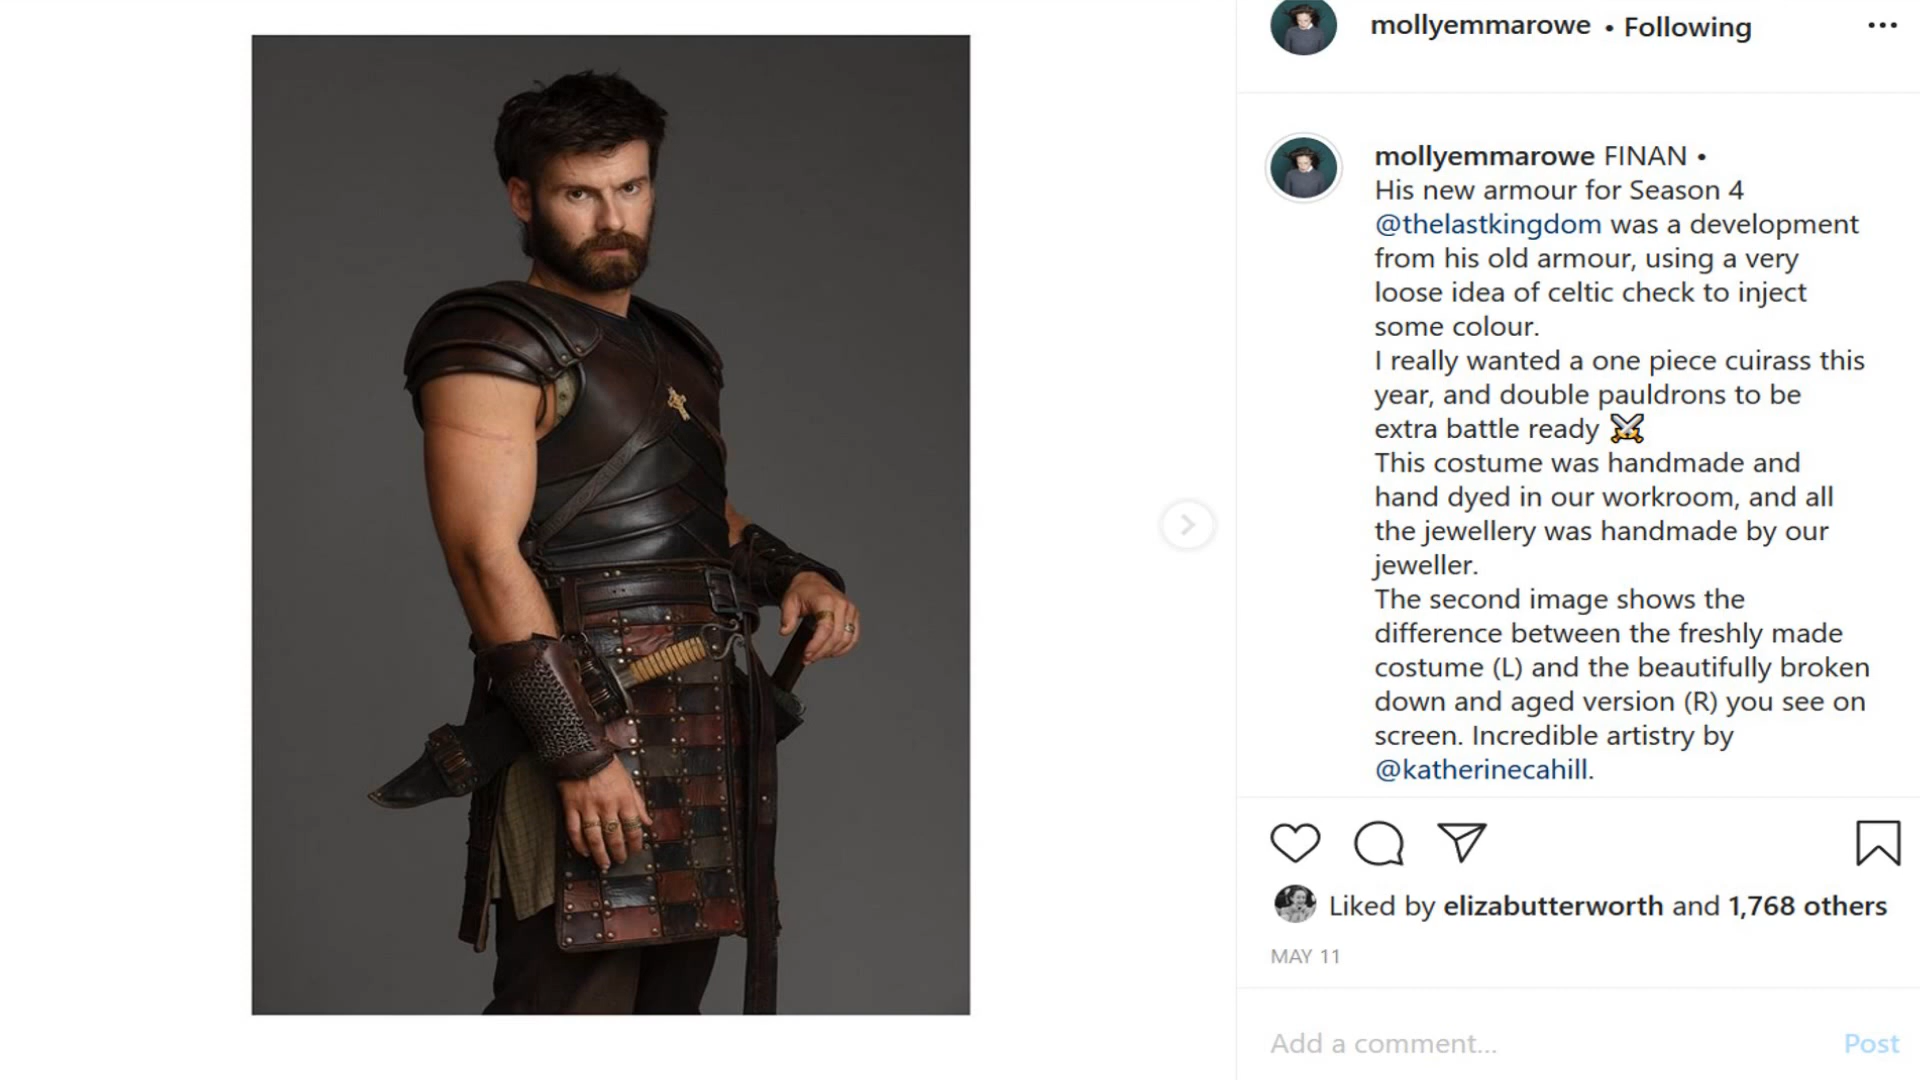 mollyemmarowe • Following
mollyemmarowe FINAN •
His new armour for Season 4
@thelastkingdom was a development
from his old armour, using a very
loose idea of celtic check to inject
some colour.
I really wanted a one piece cuirass this
year, and double pauldrons to be
extra battle ready ⚔️
This costume was handmade and
hand dyed in our workroom, and all
the jewellery was handmade by our
jeweller.
The second image shows the
difference between the freshly made
costume (L) and the beautifully broken
down and aged version (R) you see on
screen. Incredible artistry by
@katherinecahill.
Liked by elizabutterworth and 1,768 others
MAY 11
Add a comment...
Post